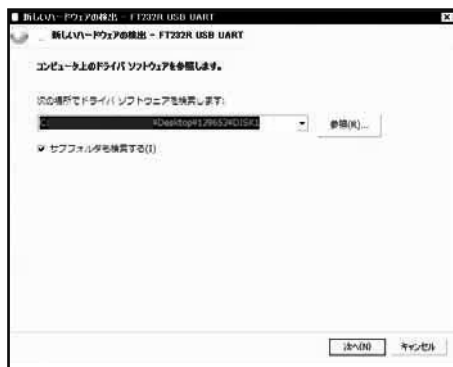 新しいハードウェアの検出 - FT232R USB UART
新しいハードウェアの検出 - FT232R USB UART
コンピュータ上のドライバ ソフトウェアを参照します。
次の場所でドライバ ソフトウェアを検索します:
C:
¥Desktop¥129653¥DISK1
参照(R)...
サブフォルダも検索する(I)
次へ(N)
キャンセル